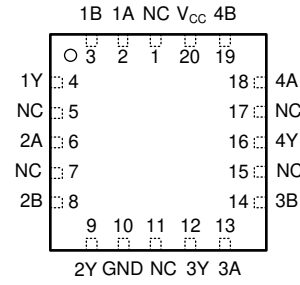 1B 1A NC VCC 4B
3 2 1 20 19
1Y 4 18 4A
NC 5 17 NC
2A 6 16 4Y
NC 7 15 NC
2B 8 14 3B
9 10 11 12 13
2Y GND NC 3Y 3A